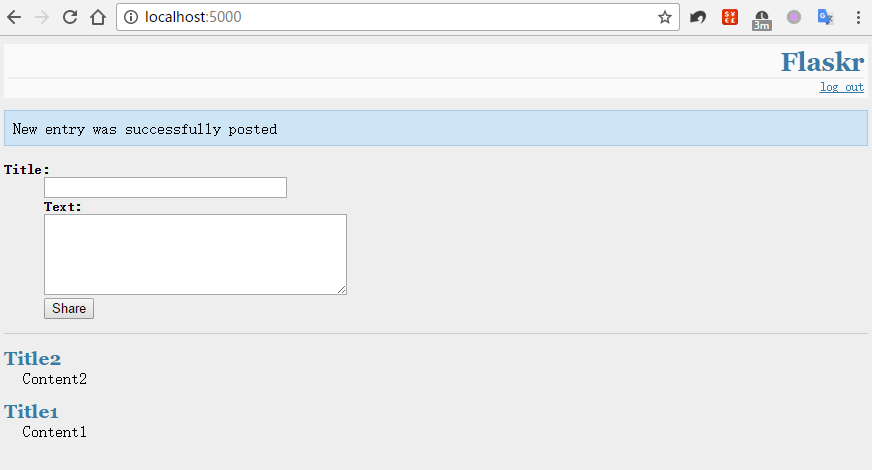 localhost:5000
3m
Flaskr
log out
New entry was successfully posted
Title:
Text:
Share
Title2
Content2
Title1
Content1